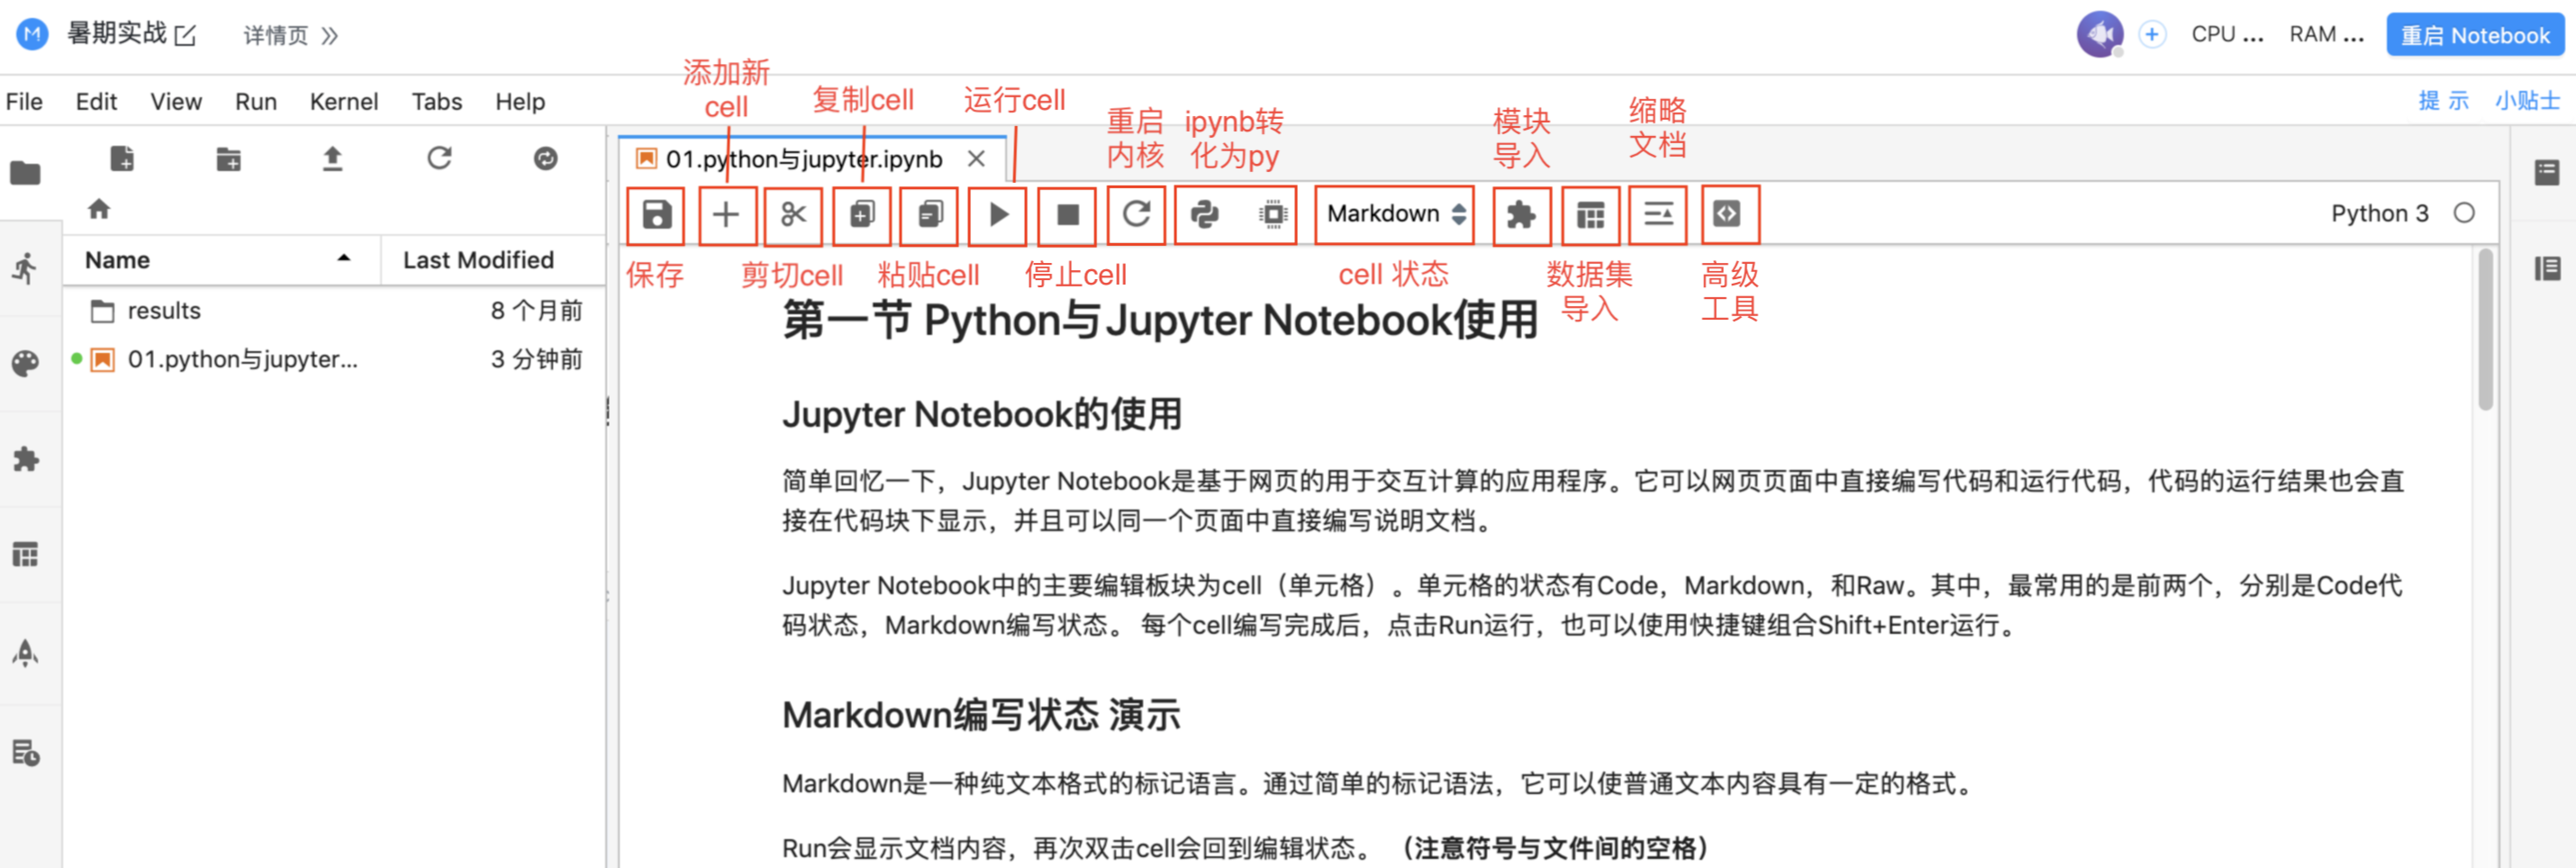 暑期实战
详情页
CPU ...
RAM ...
重启 Notebook
File Edit View Run Kernel Tabs Help
提 示 小贴士
添加新
cell
复制cell
运行cell
重启
内核
ipynb转
化为py
模块
导入
缩略
文档
01.python与jupyter.ipynb
Markdown
Python 3
保存
剪切cell
粘贴cell
停止cell
cell 状态
数据集
导入
高级
工具
Name Last Modified
results 8 个月前
01.python与jupyter... 3 分钟前
第一节 Python与Jupyter Notebook使用
Jupyter Notebook的使用
简单回忆一下，Jupyter Notebook是基于网页的用于交互计算的应用程序。它可以网页页面中直接编写代码和运行代码，代码的运行结果也会直
接在代码块下显示，并且可以同一个页面中直接编写说明文档。
Jupyter Notebook中的主要编辑板块为cell（单元格）。单元格的状态有Code，Markdown，和Raw。其中，最常用的是前两个，分别是Code代
码状态，Markdown编写状态。 每个cell编写完成后，点击Run运行，也可以使用快捷键组合Shift+Enter运行。
Markdown编写状态 演示
Markdown是一种纯文本格式的标记语言。通过简单的标记语法，它可以使普通文本内容具有一定的格式。
Run会显示文档内容，再次双击cell会回到编辑状态。 （注意符号与文件间的空格）